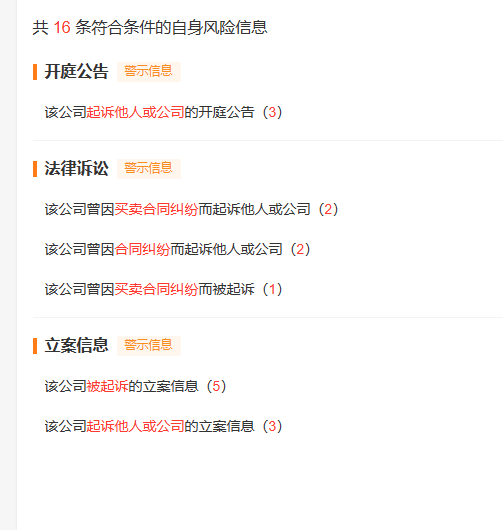 共 16 条符合条件的自身风险信息
开庭公告 警示信息
该公司起诉他人或公司的开庭公告（3）
法律诉讼 警示信息
该公司曾因买卖合同纠纷而起诉他人或公司（2）
该公司曾因合同纠纷而起诉他人或公司（2）
该公司曾因买卖合同纠纷而被起诉（1）
立案信息 警示信息
该公司被起诉的立案信息（5）
该公司起诉他人或公司的立案信息（3）